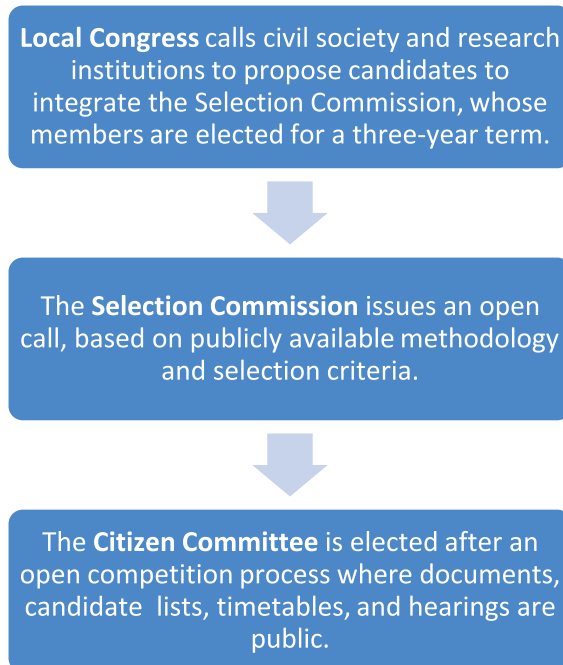 Local Congress calls civil society and research
institutions to propose candidates to
integrate the Selection Commission, whose
members are elected for a three-year term.
The Selection Commission issues an open
call, based on publicly available methodology
and selection criteria.
The Citizen Committee is elected after an
open competition process where documents,
candidate  lists, timetables, and hearings are
public.